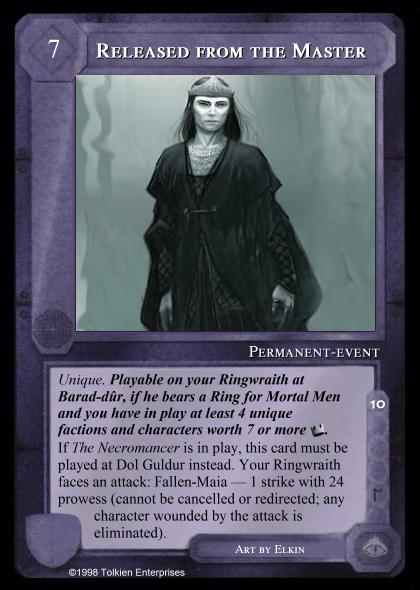 7
Released from the Master
Permanent-event
Unique. Playable on your Ringwraith at
Barad-dûr, if he bears a Ring for Mortal Men
and you have in play at least 4 unique
factions and characters worth 7 or more
If The Necromancer is in play, this card must be
played at Dol Guldur instead. Your Ringwraith
faces an attack: Fallen-Maia — 1 strike with 24
prowess (cannot be cancelled or redirected; any
character wounded by the attack is
eliminated).
10
Art by Elkin
©1998 Tolkien Enterprises